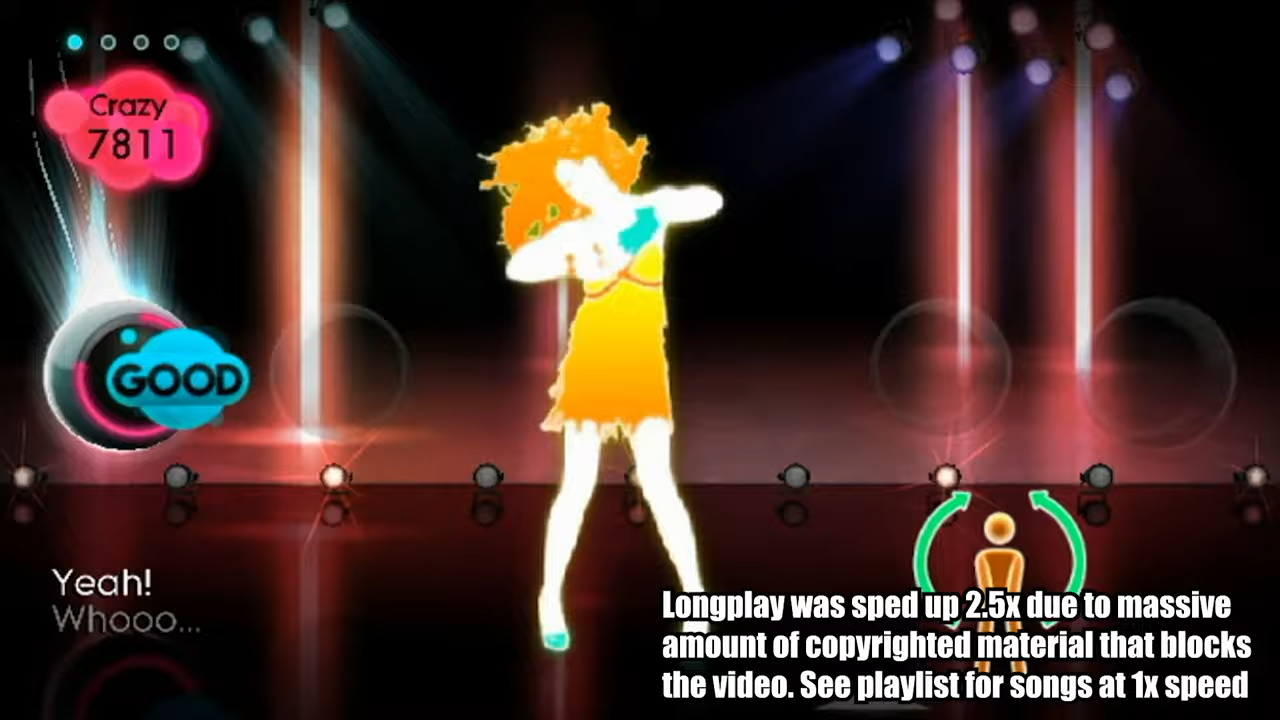 Crazy
7811
GOOD
Yeah!
Whooo...
Longplay was sped up 2.5x due to massive
amount of copyrighted material that blocks
the video. See playlist for songs at 1x speed